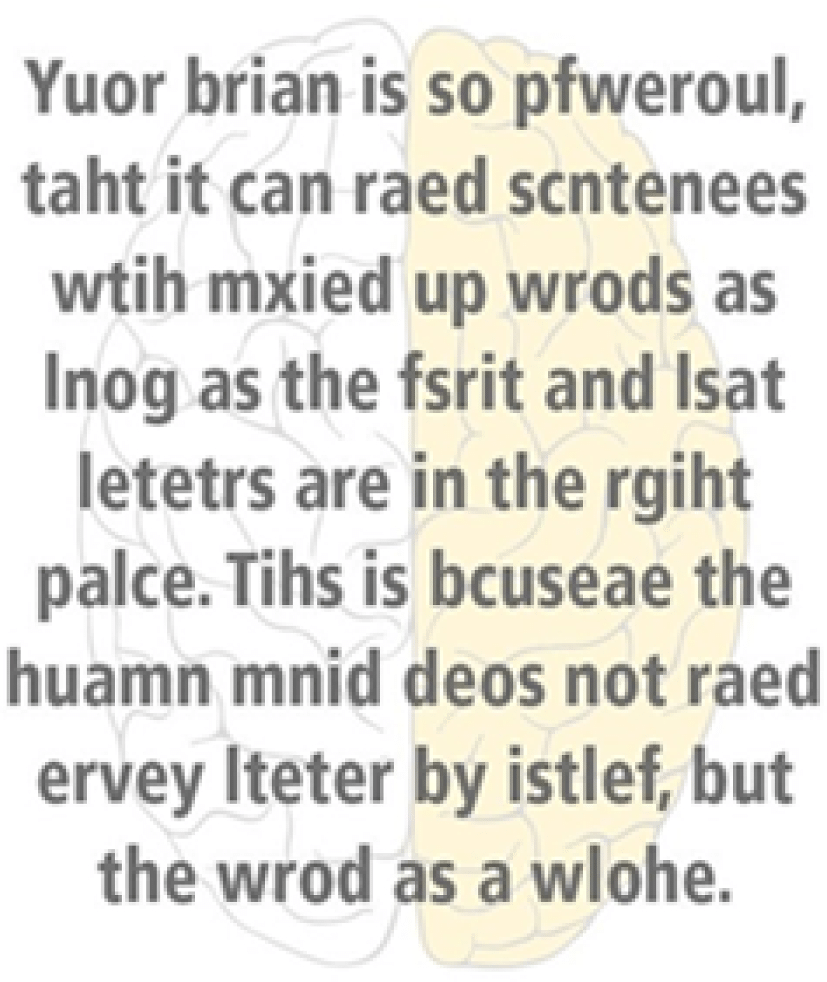 Yuor brian is so pfweroul,
taht it can raed scntenees
wtih mxied up wrods as
lnog as the fsrit and lsat
letetrs are in the rgiht
palce. Tihs is bcuseae the
huamn mnid deos not raed
ervey lteter by istlef, but
the wrod as a wlohe.